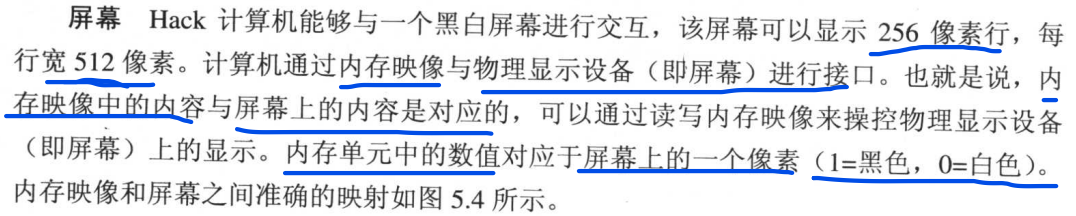 屏幕 Hack 计算机能够与一个黑白屏幕进行交互，该屏幕可以显示 256 像素行，每
行宽 512 像素。计算机通过内存映像与物理显示设备（即屏幕）进行接口。也就是说，内
存映像中的内容与屏幕上的内容是对应的，可以通过读写内存映像来操控物理显示设备
（即屏幕）上的显示。内存单元中的数值对应于屏幕上的一个像素（1=黑色，0=白色）。
内存映像和屏幕之间准确的映射如图 5.4 所示。